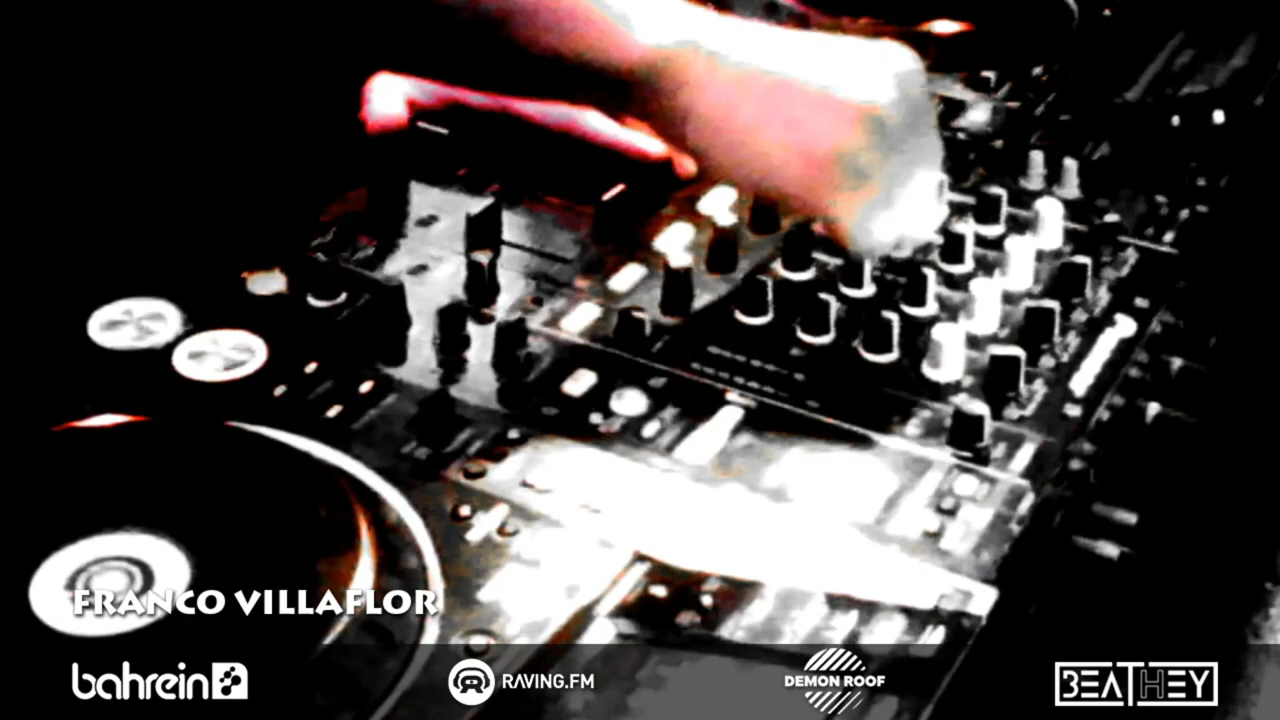 FRANCO VILLAFLOR
bahrein
RAVING.FM
DEMON ROOF
BEATHEY